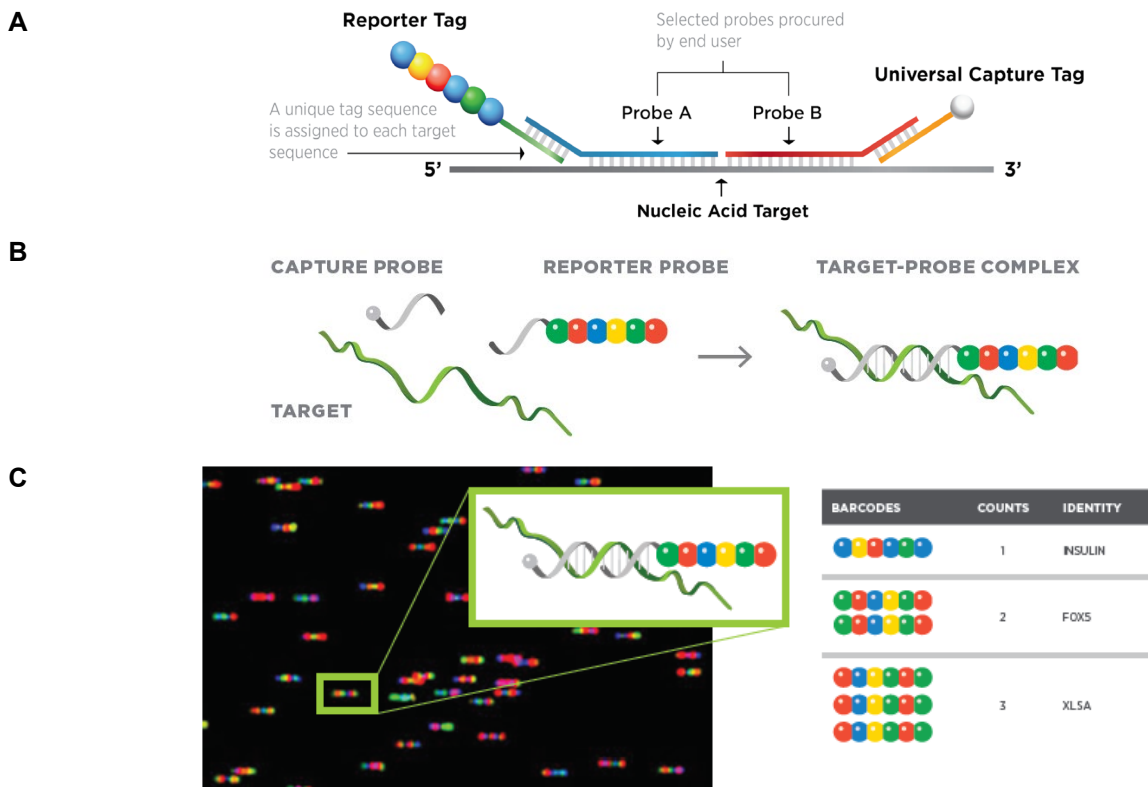 A
Reporter Tag
Selected probes procured
by end user
Universal Capture Tag
A unique tag sequence
is assigned to each target
sequence
Probe A
Probe B
5’
3’
Nucleic Acid Target
B
CAPTURE PROBE
REPORTER PROBE
TARGET-PROBE COMPLEX
TARGET
C
BARCODES COUNTS IDENTITY
1 INSULIN
2 FOX5
3 XLSA